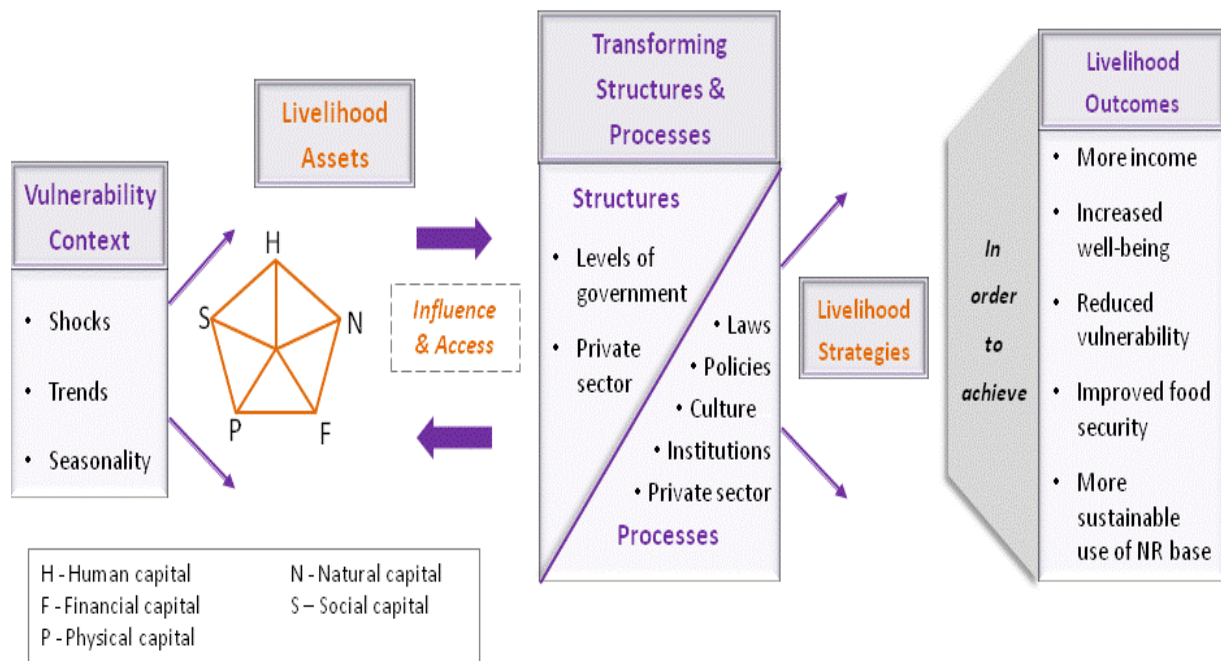 Vulnerability
Context
• Shocks
• Trends
• Seasonality
Livelihood
Assets
H
S
N
P
F
Influence
& Access
Transforming
Structures &
Processes
Structures
• Levels of
government
• Private
sector
• Laws
• Policies
• Culture
• Institutions
• Private sector
Processes
Livelihood
Strategies
In
order
to
achieve
Livelihood
Outcomes
• More income
• Increased
well-being
• Reduced
vulnerability
• Improved food
security
• More
sustainable
use of NR base
H - Human capital
N - Natural capital
F - Financial capital
S – Social capital
P - Physical capital